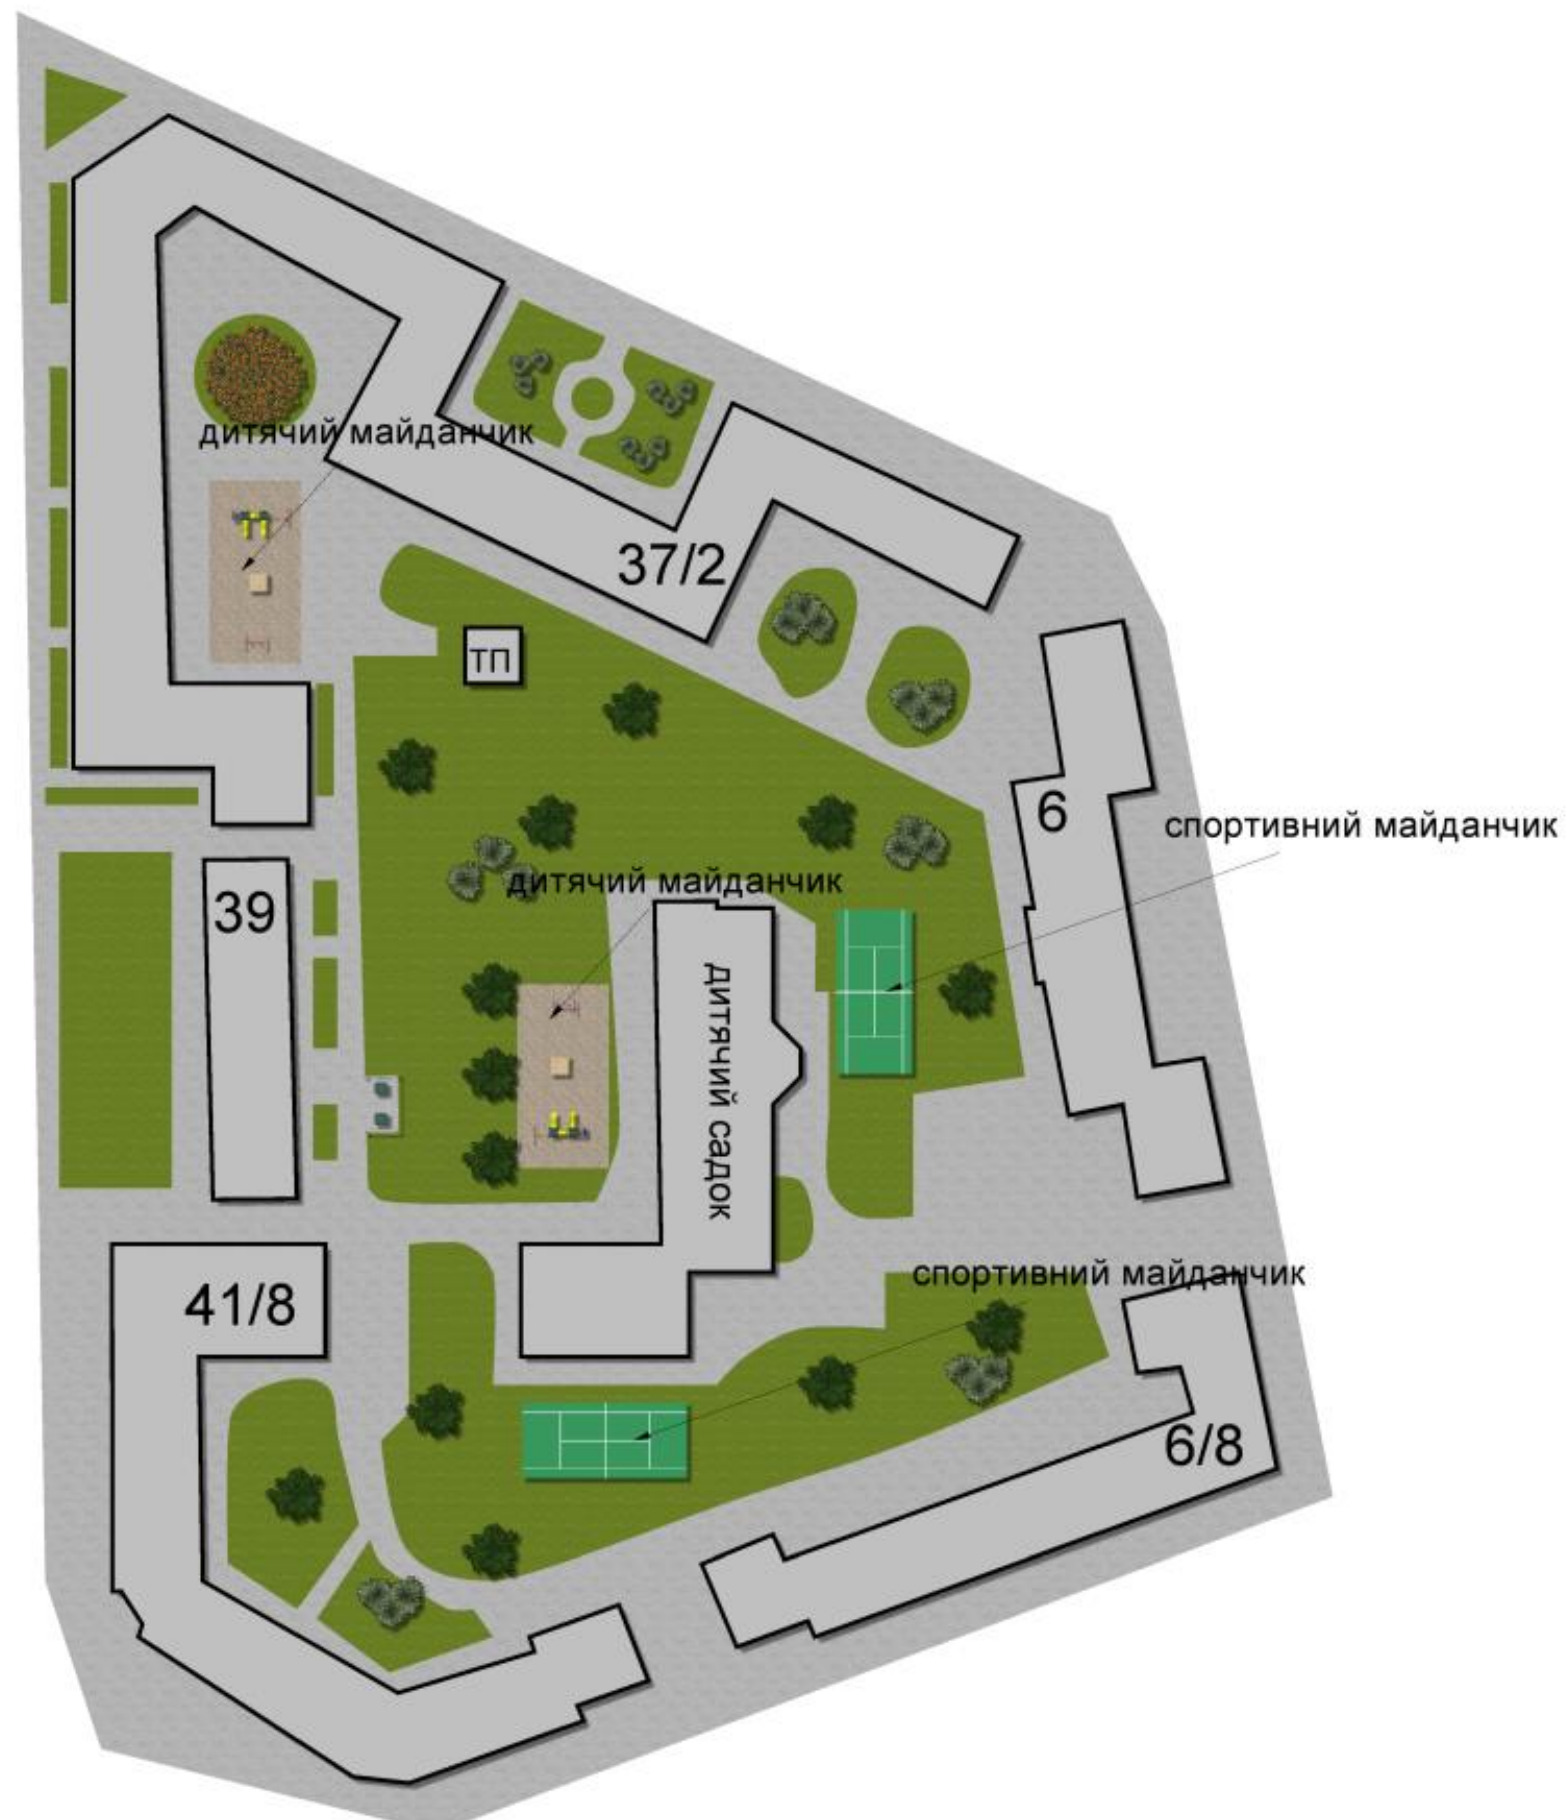 дитячий майданчик
37/2
ТП
6
спортивний майданчик
дитячий майданчик
39
дитячий садок
спортивний майданчик
41/8
6/8